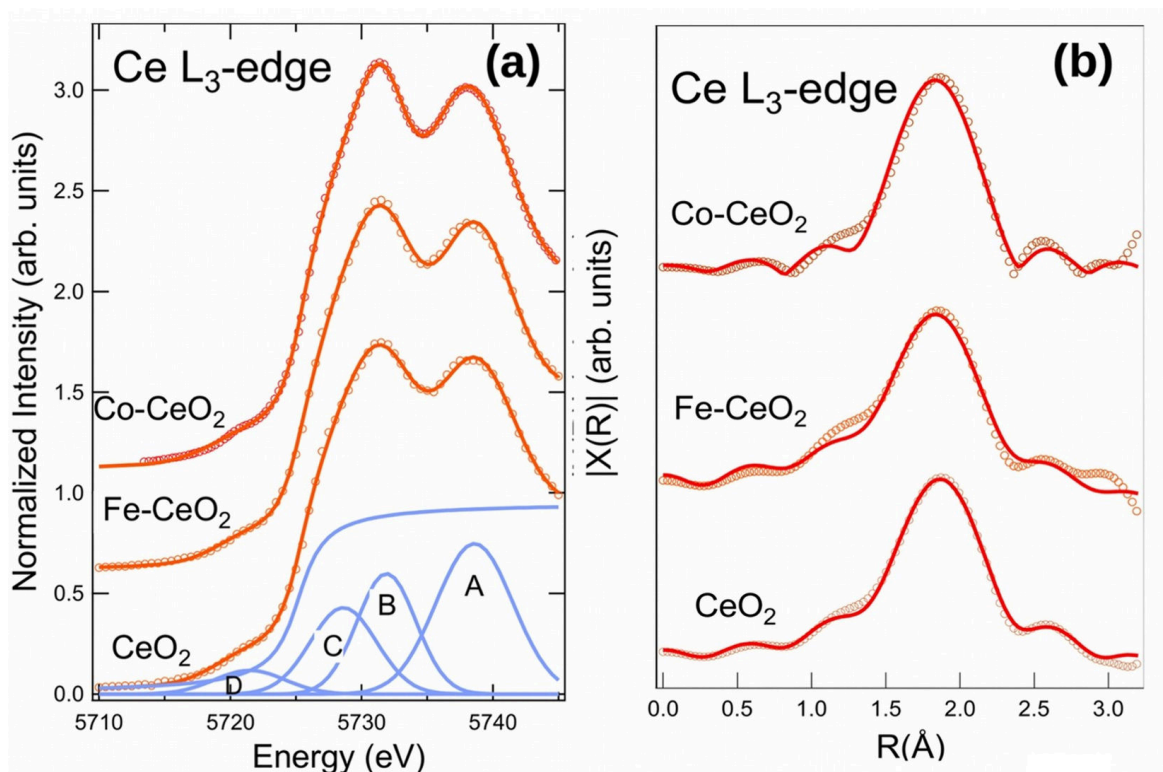 Ce L3-edge
(a)
Normalized Intensity (arb. units)
3.0
2.5
2.0
1.5
1.0
0.5
0.0
Co-CeO2
Fe-CeO2
CeO2
A
B
C
D
5710
5720
5730
5740
Energy (eV)
(b)
Ce L3-edge
|X(R)| (arb. units)
Co-CeO2
Fe-CeO2
CeO2
0.0
0.5
1.0
1.5
2.0
2.5
3.0
R(Å)